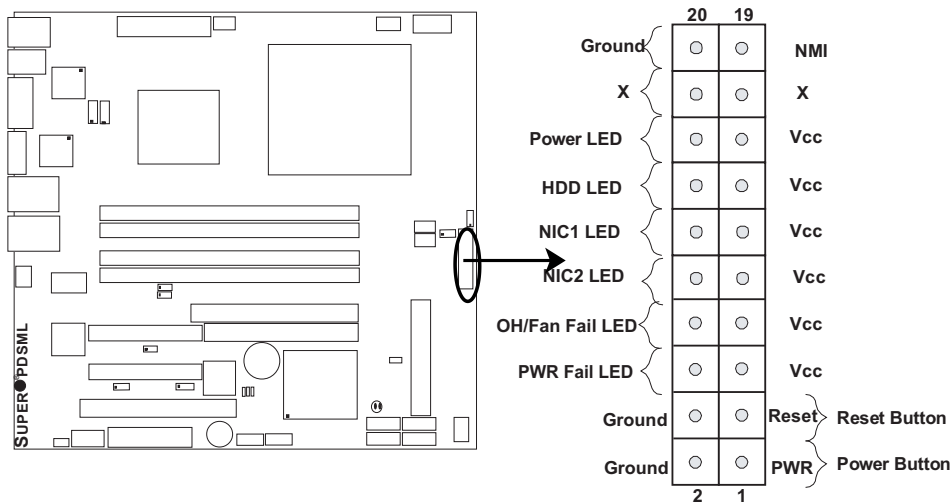 20 19
Ground NMI
X X
Power LED Vcc
HDD LED Vcc
NIC1 LED Vcc
NIC2 LED Vcc
OH/Fan Fail LED Vcc
PWR Fail LED Vcc
Ground Reset Reset Button
Ground PWR Power Button
2 1
SUPER PDSML